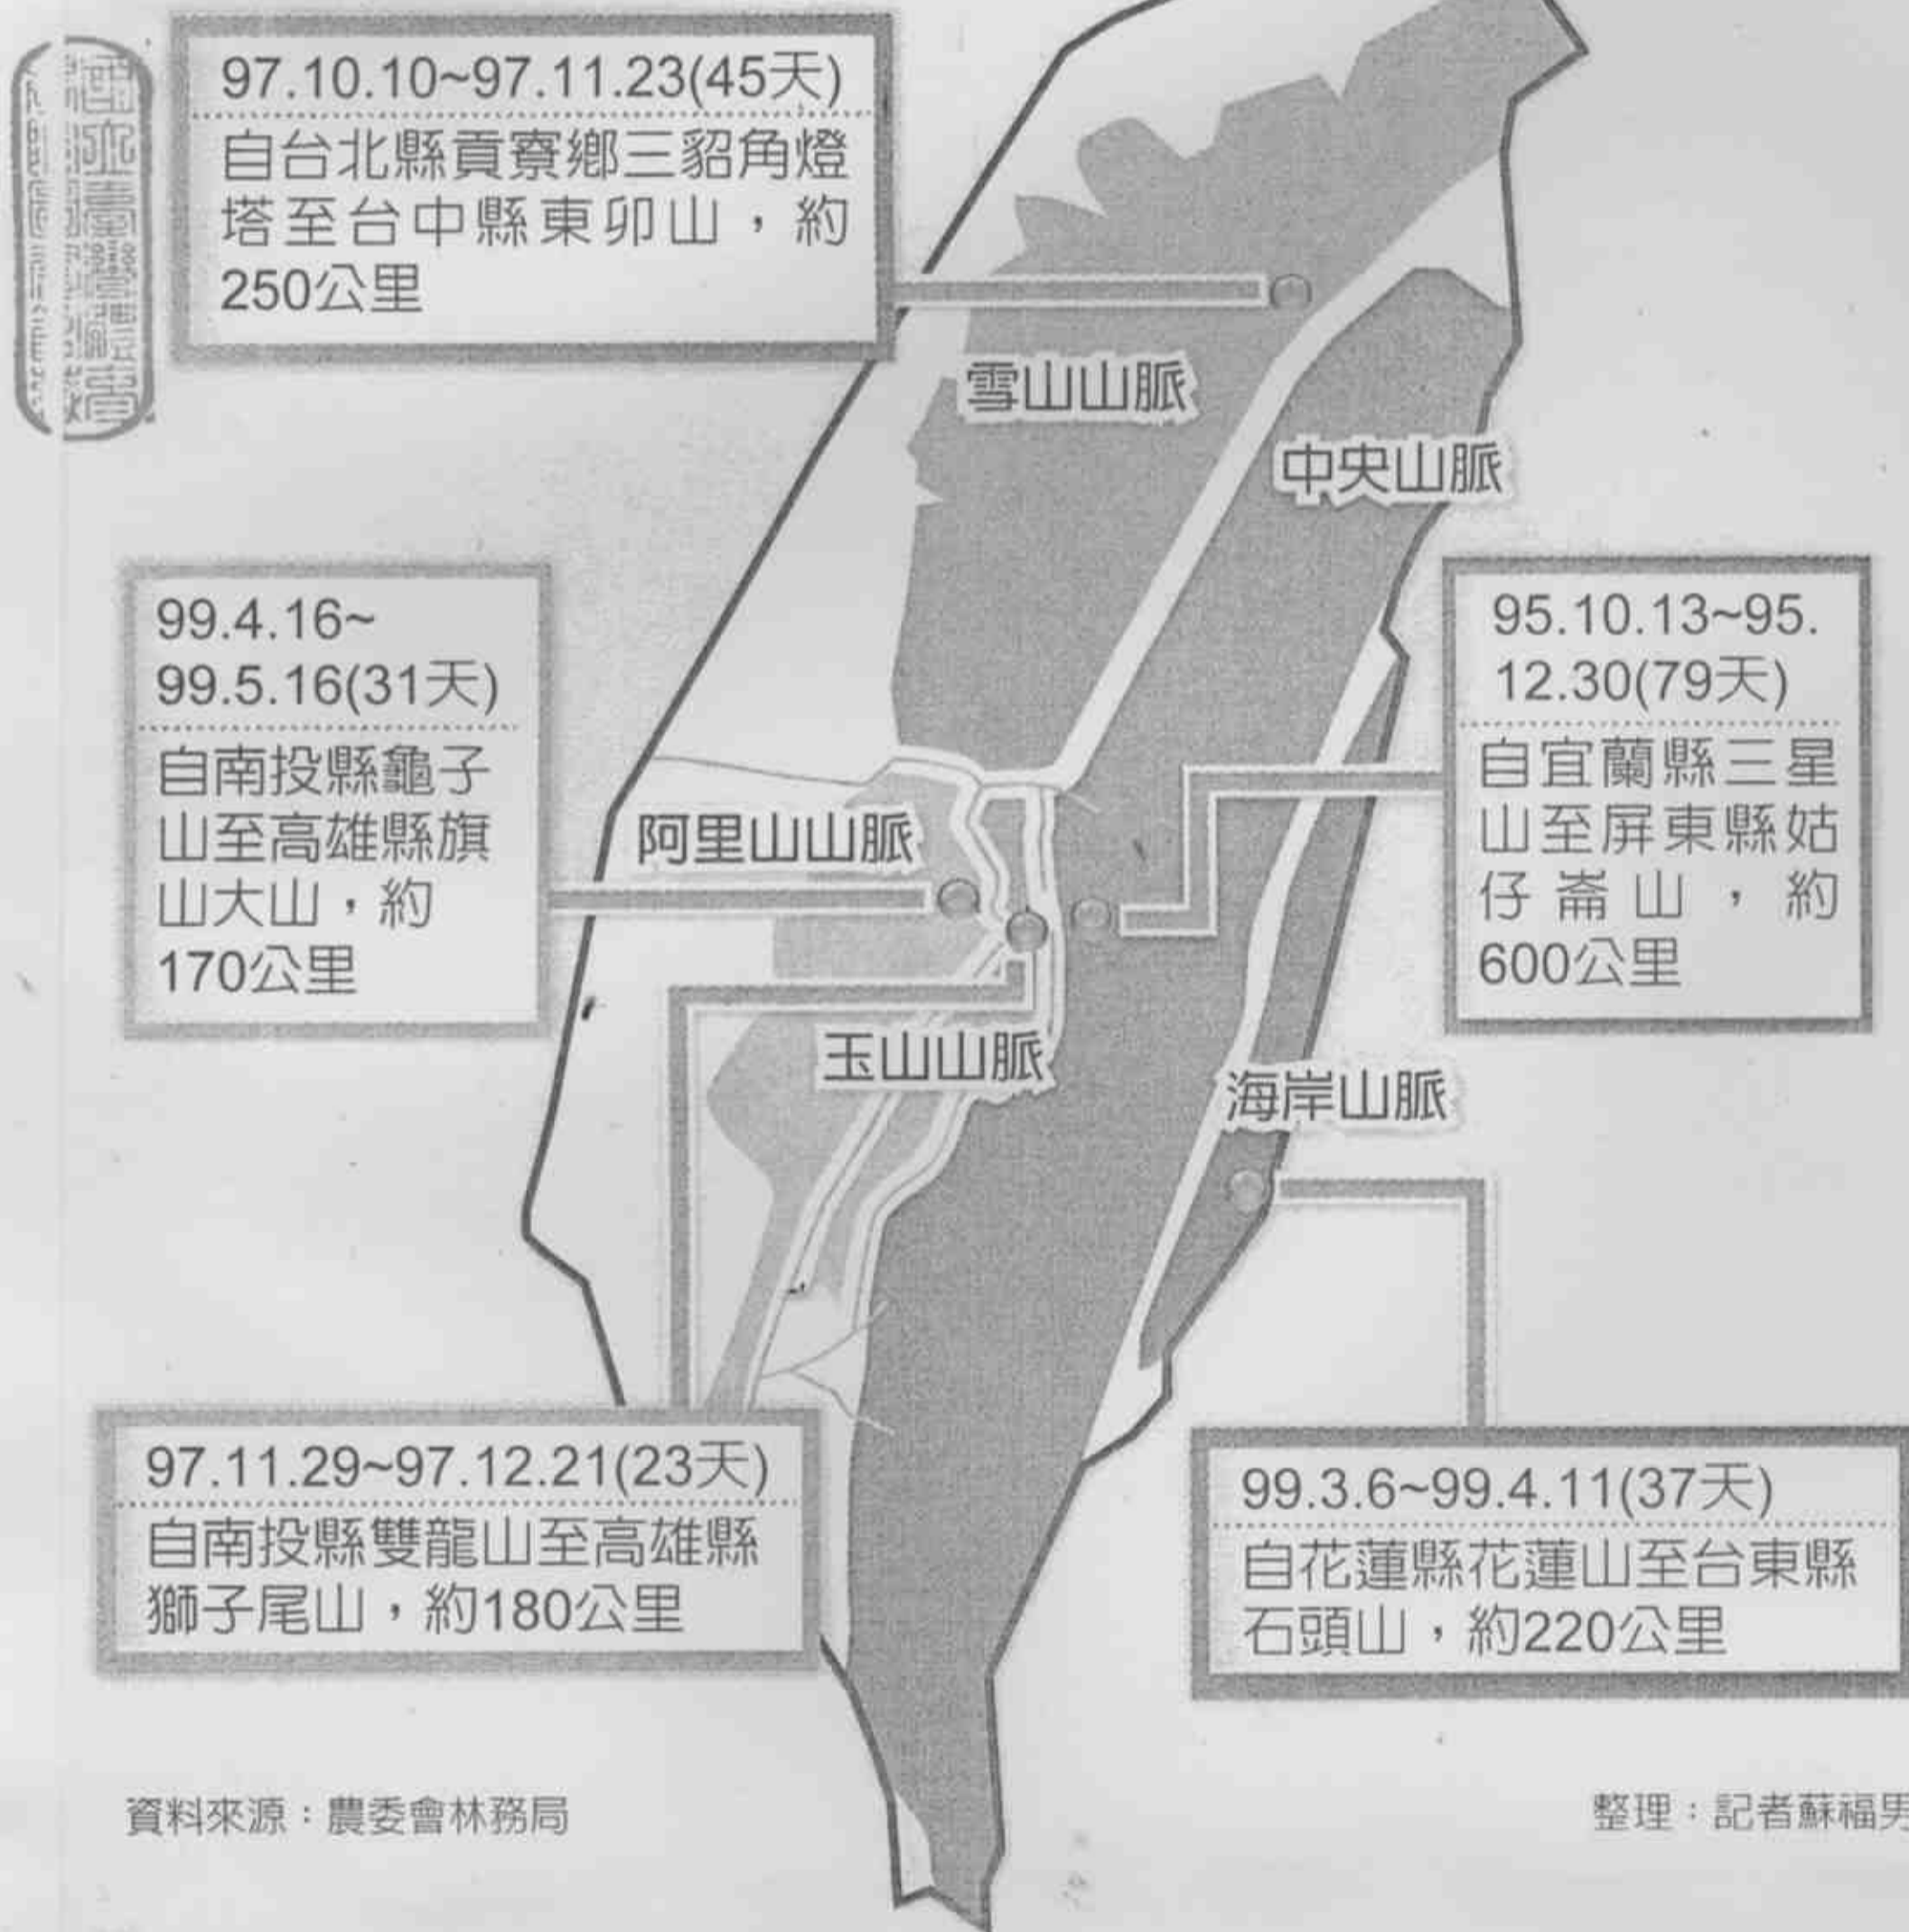 97.10.10~97.11.23(45天)
自台北縣貢寮鄉三貂角燈
塔至台中縣東卯山，約
250公里
雪山山脈
中央山脈
99.4.16~
99.5.16(31天)
自南投縣龜子
山至高雄縣旗
山大山，約
170公里
95.10.13~95.
12.30(79天)
自宜蘭縣三星
山至屏東縣姑
仔崙山，約
600公里
阿里山山脈
玉山山脈
海岸山脈
97.11.29~97.12.21(23天)
自南投縣雙龍山至高雄縣
獅子尾山，約180公里
99.3.6~99.4.11(37天)
自花蓮縣花蓮山至台東縣
石頭山，約220公里
資料來源：農委會林務局
整理：記者蘇福男